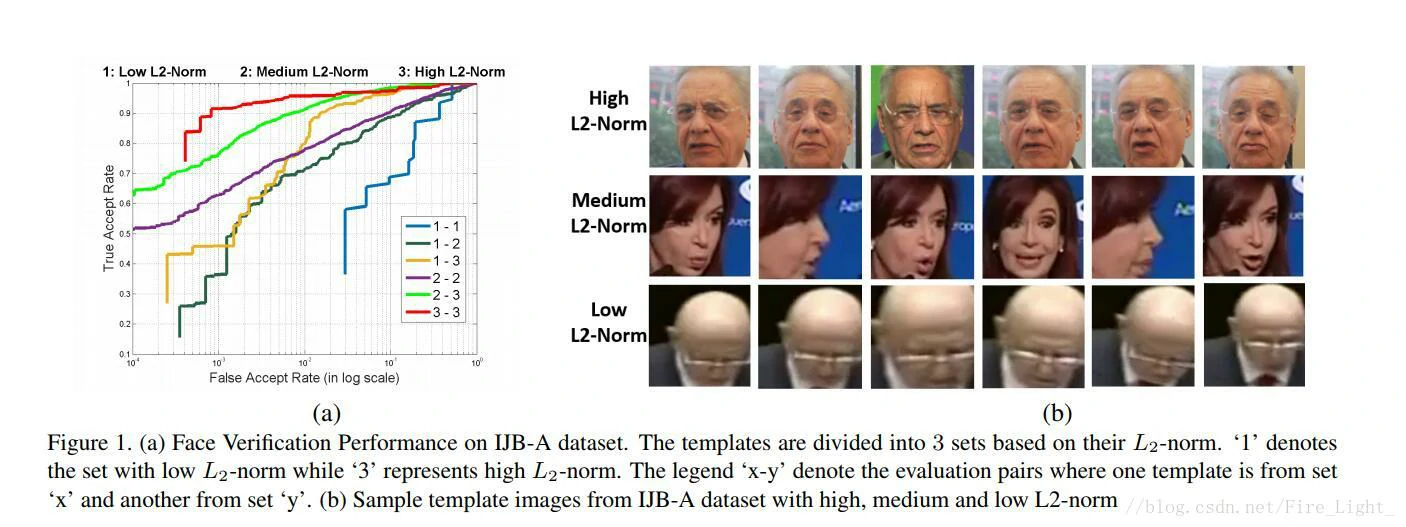 1: Low L2-Norm 2: Medium L2-Norm 3: High L2-Norm
1
0.9
0.8
0.7
0.6
0.5
0.4
0.3
0.2
0.1
True Accept Rate
1 - 1
1 - 2
1 - 3
2 - 2
2 - 3
3 - 3
10⁻⁴ 10⁻³ 10⁻² 10⁻¹ 10⁰
False Accept Rate (in log scale)
(a)
High
L2-Norm
Medium
L2-Norm
Low
L2-Norm
(b)
Figure 1. (a) Face Verification Performance on IJB-A dataset. The templates are divided into 3 sets based on their L₂-norm. ‘1’ denotes
the set with low L₂-norm while ‘3’ represents high L₂-norm. The legend ‘x-y’ denote the evaluation pairs where one template is from set
‘x’ and another from set ‘y’. (b) Sample template images from IJB-A dataset with high, medium and low L2-norm
//blog.csdn.net/Fire_Light_